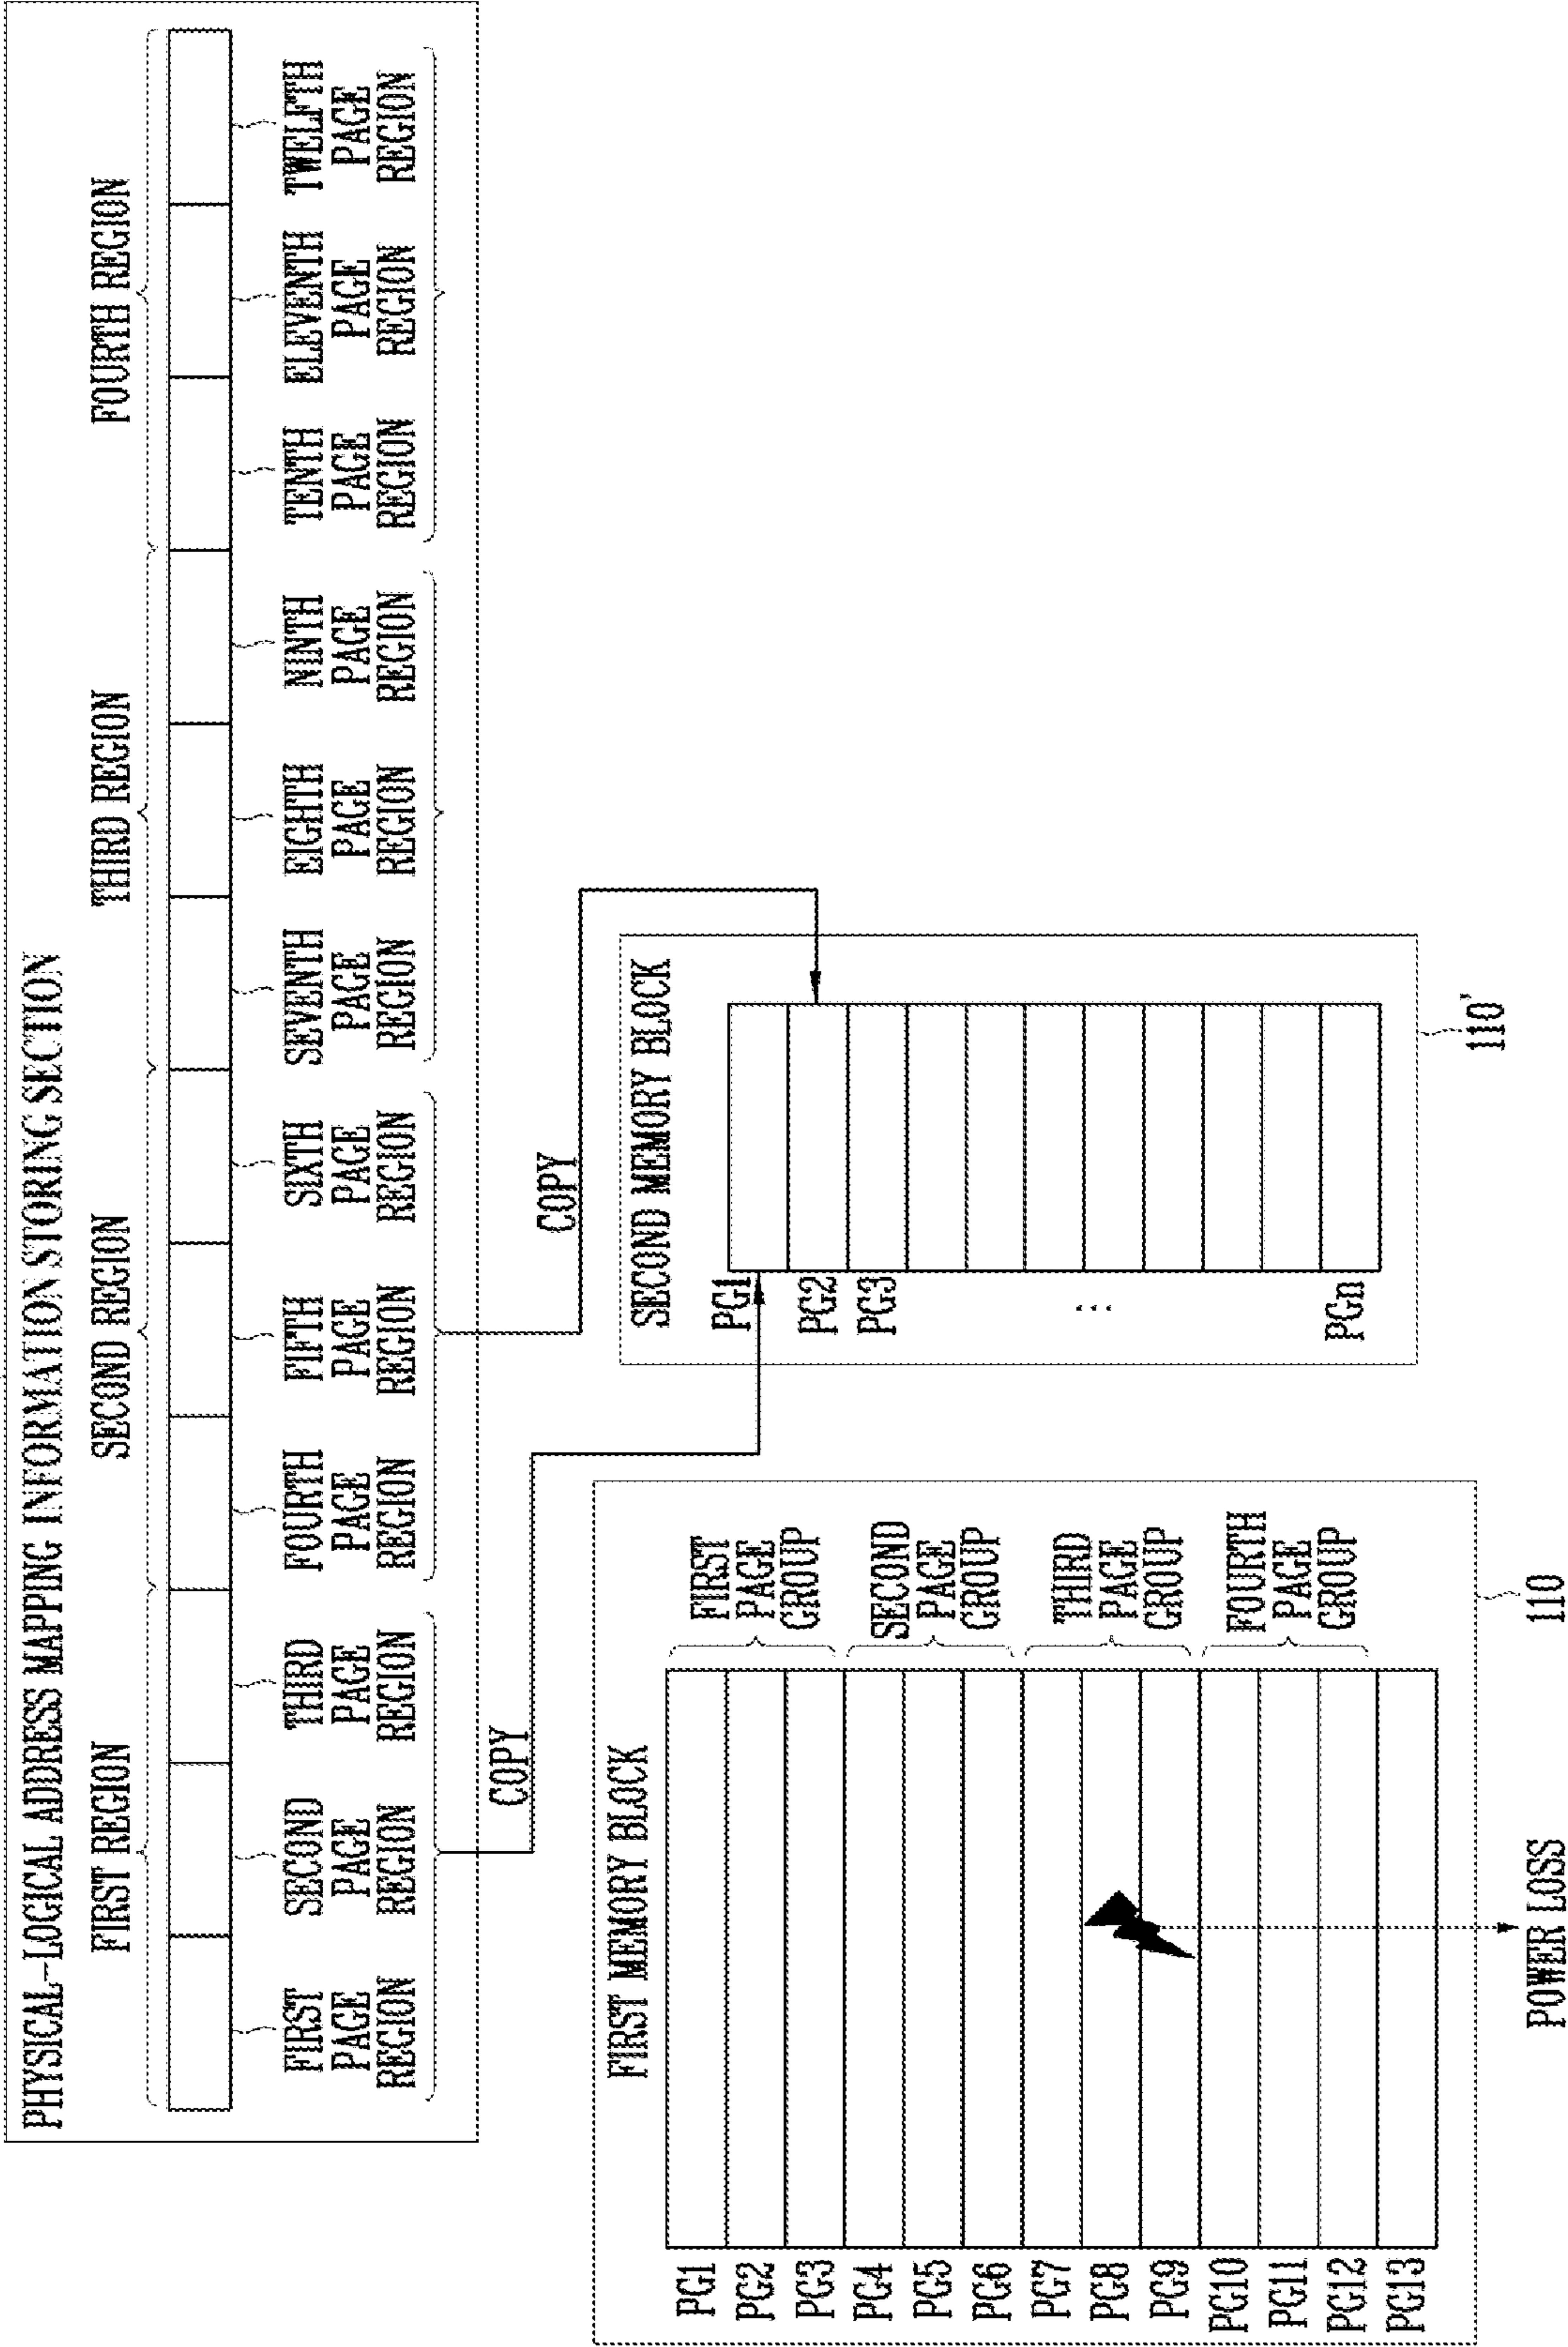 PHYSICAL-LOGICAL ADDRESS MAPPING INFORMATION STORING SECTION
FIRST REGION
SECOND REGION
THIRD REGION
FOURTH REGION
FIRST
PAGE
REGION
SECOND
PAGE
REGION
THIRD
PAGE
REGION
FOURTH
PAGE
REGION
FIFTH
PAGE
REGION
SIXTH
PAGE
REGION
SEVENTH
PAGE
REGION
EIGHTH
PAGE
REGION
NINTH
PAGE
REGION
TENTH
PAGE
REGION
ELEVENTH
PAGE
REGION
TWELFTH
PAGE
REGION
COPY
COPY
FIRST MEMORY BLOCK
PG1
PG2
PG3
PG4
PG5
PG6
PG7
PG8
PG9
PG10
PG11
PG12
PG13
FIRST
PAGE
GROUP
SECOND
PAGE
GROUP
THIRD
PAGE
GROUP
FOURTH
PAGE
GROUP
110
POWER LOSS
SECOND MEMORY BLOCK
PG1
PG2
PG3
...
PGn
110'